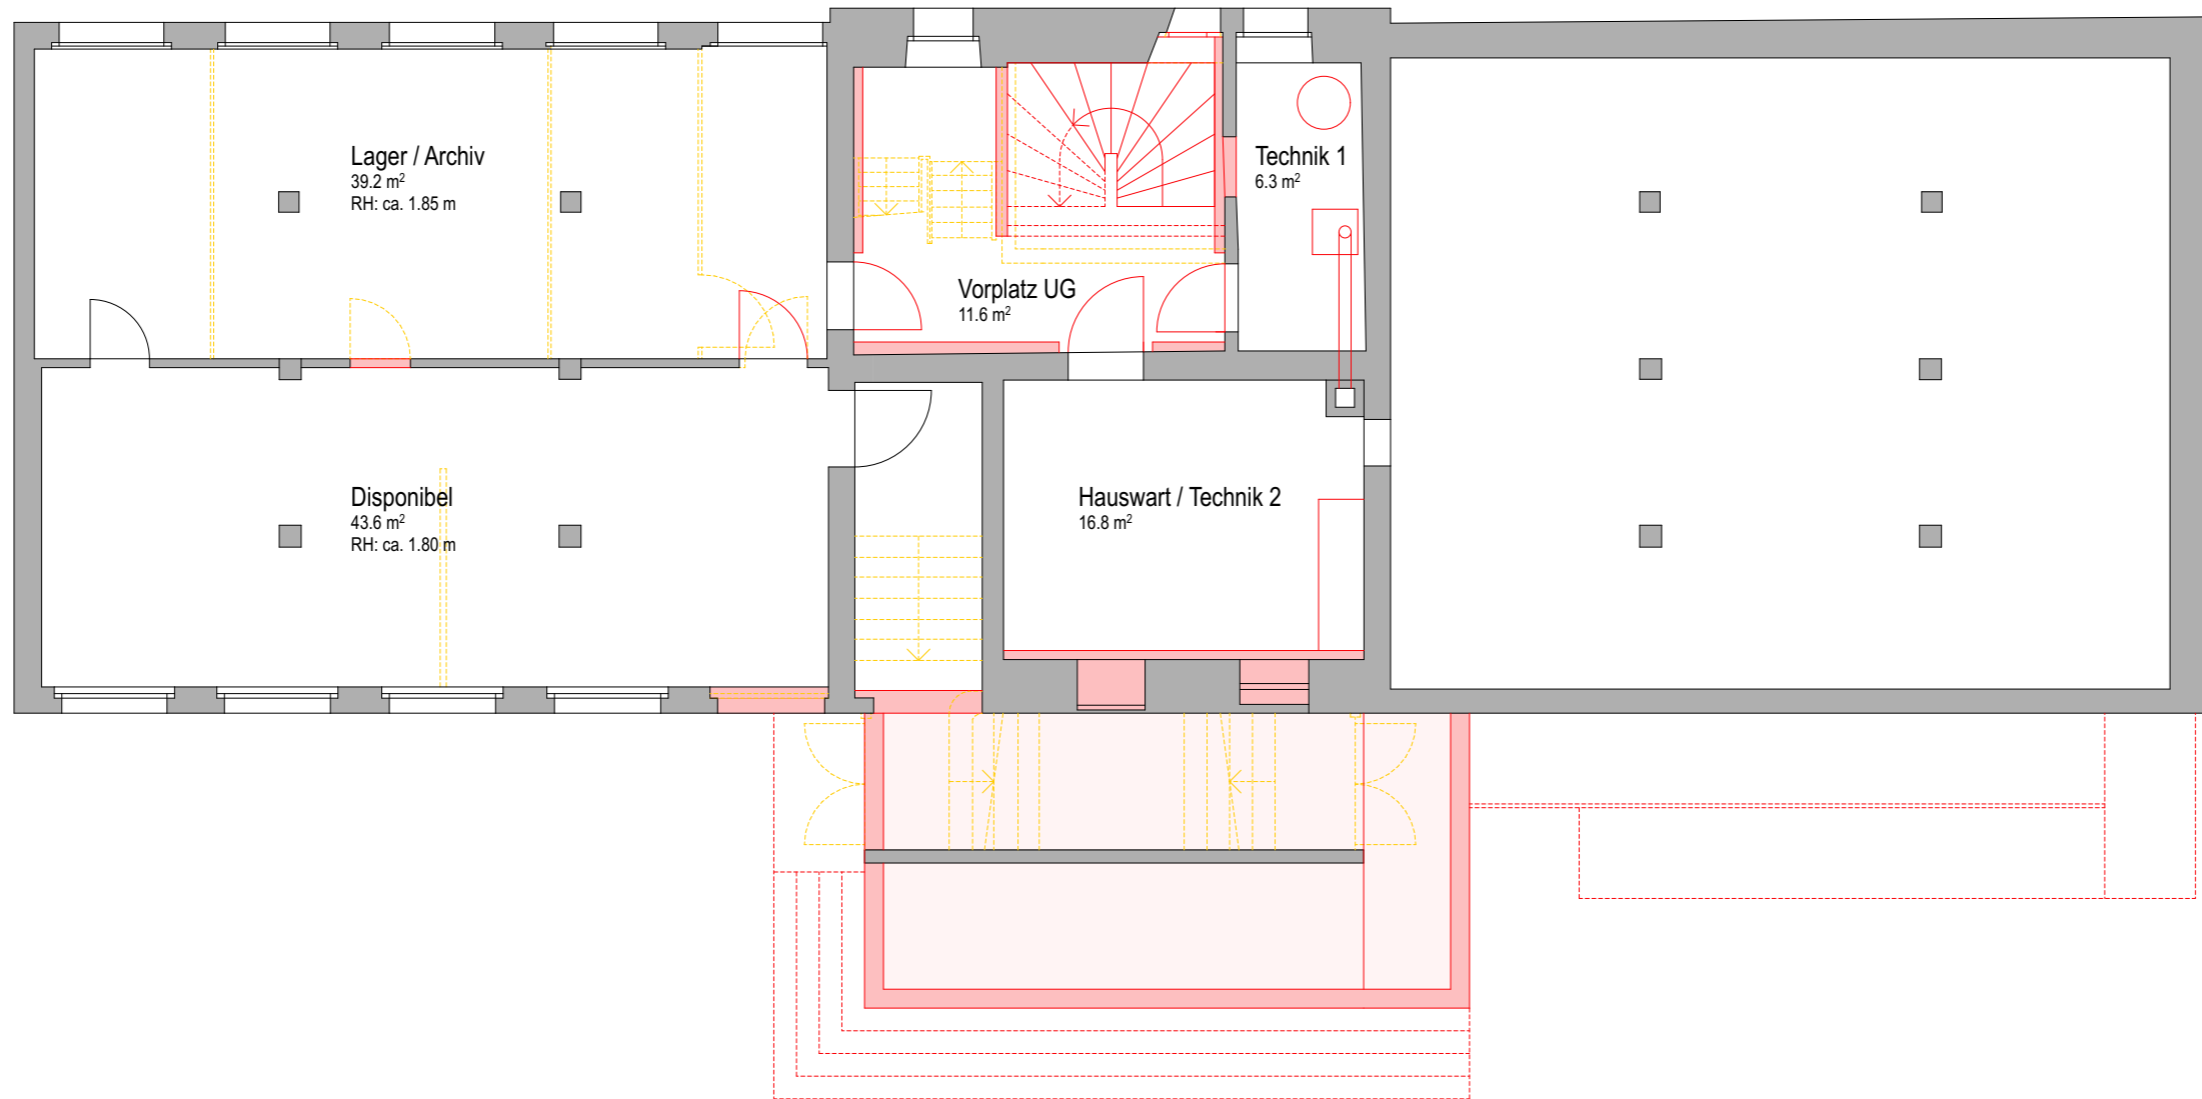 Lager / Archiv
39.2 m²
RH: ca. 1.85 m
Technik 1
6.3 m²
Vorplatz UG
11.6 m²
Disponibel
43.6 m²
RH: ca. 1.80 m
Hauswart / Technik 2
16.8 m²